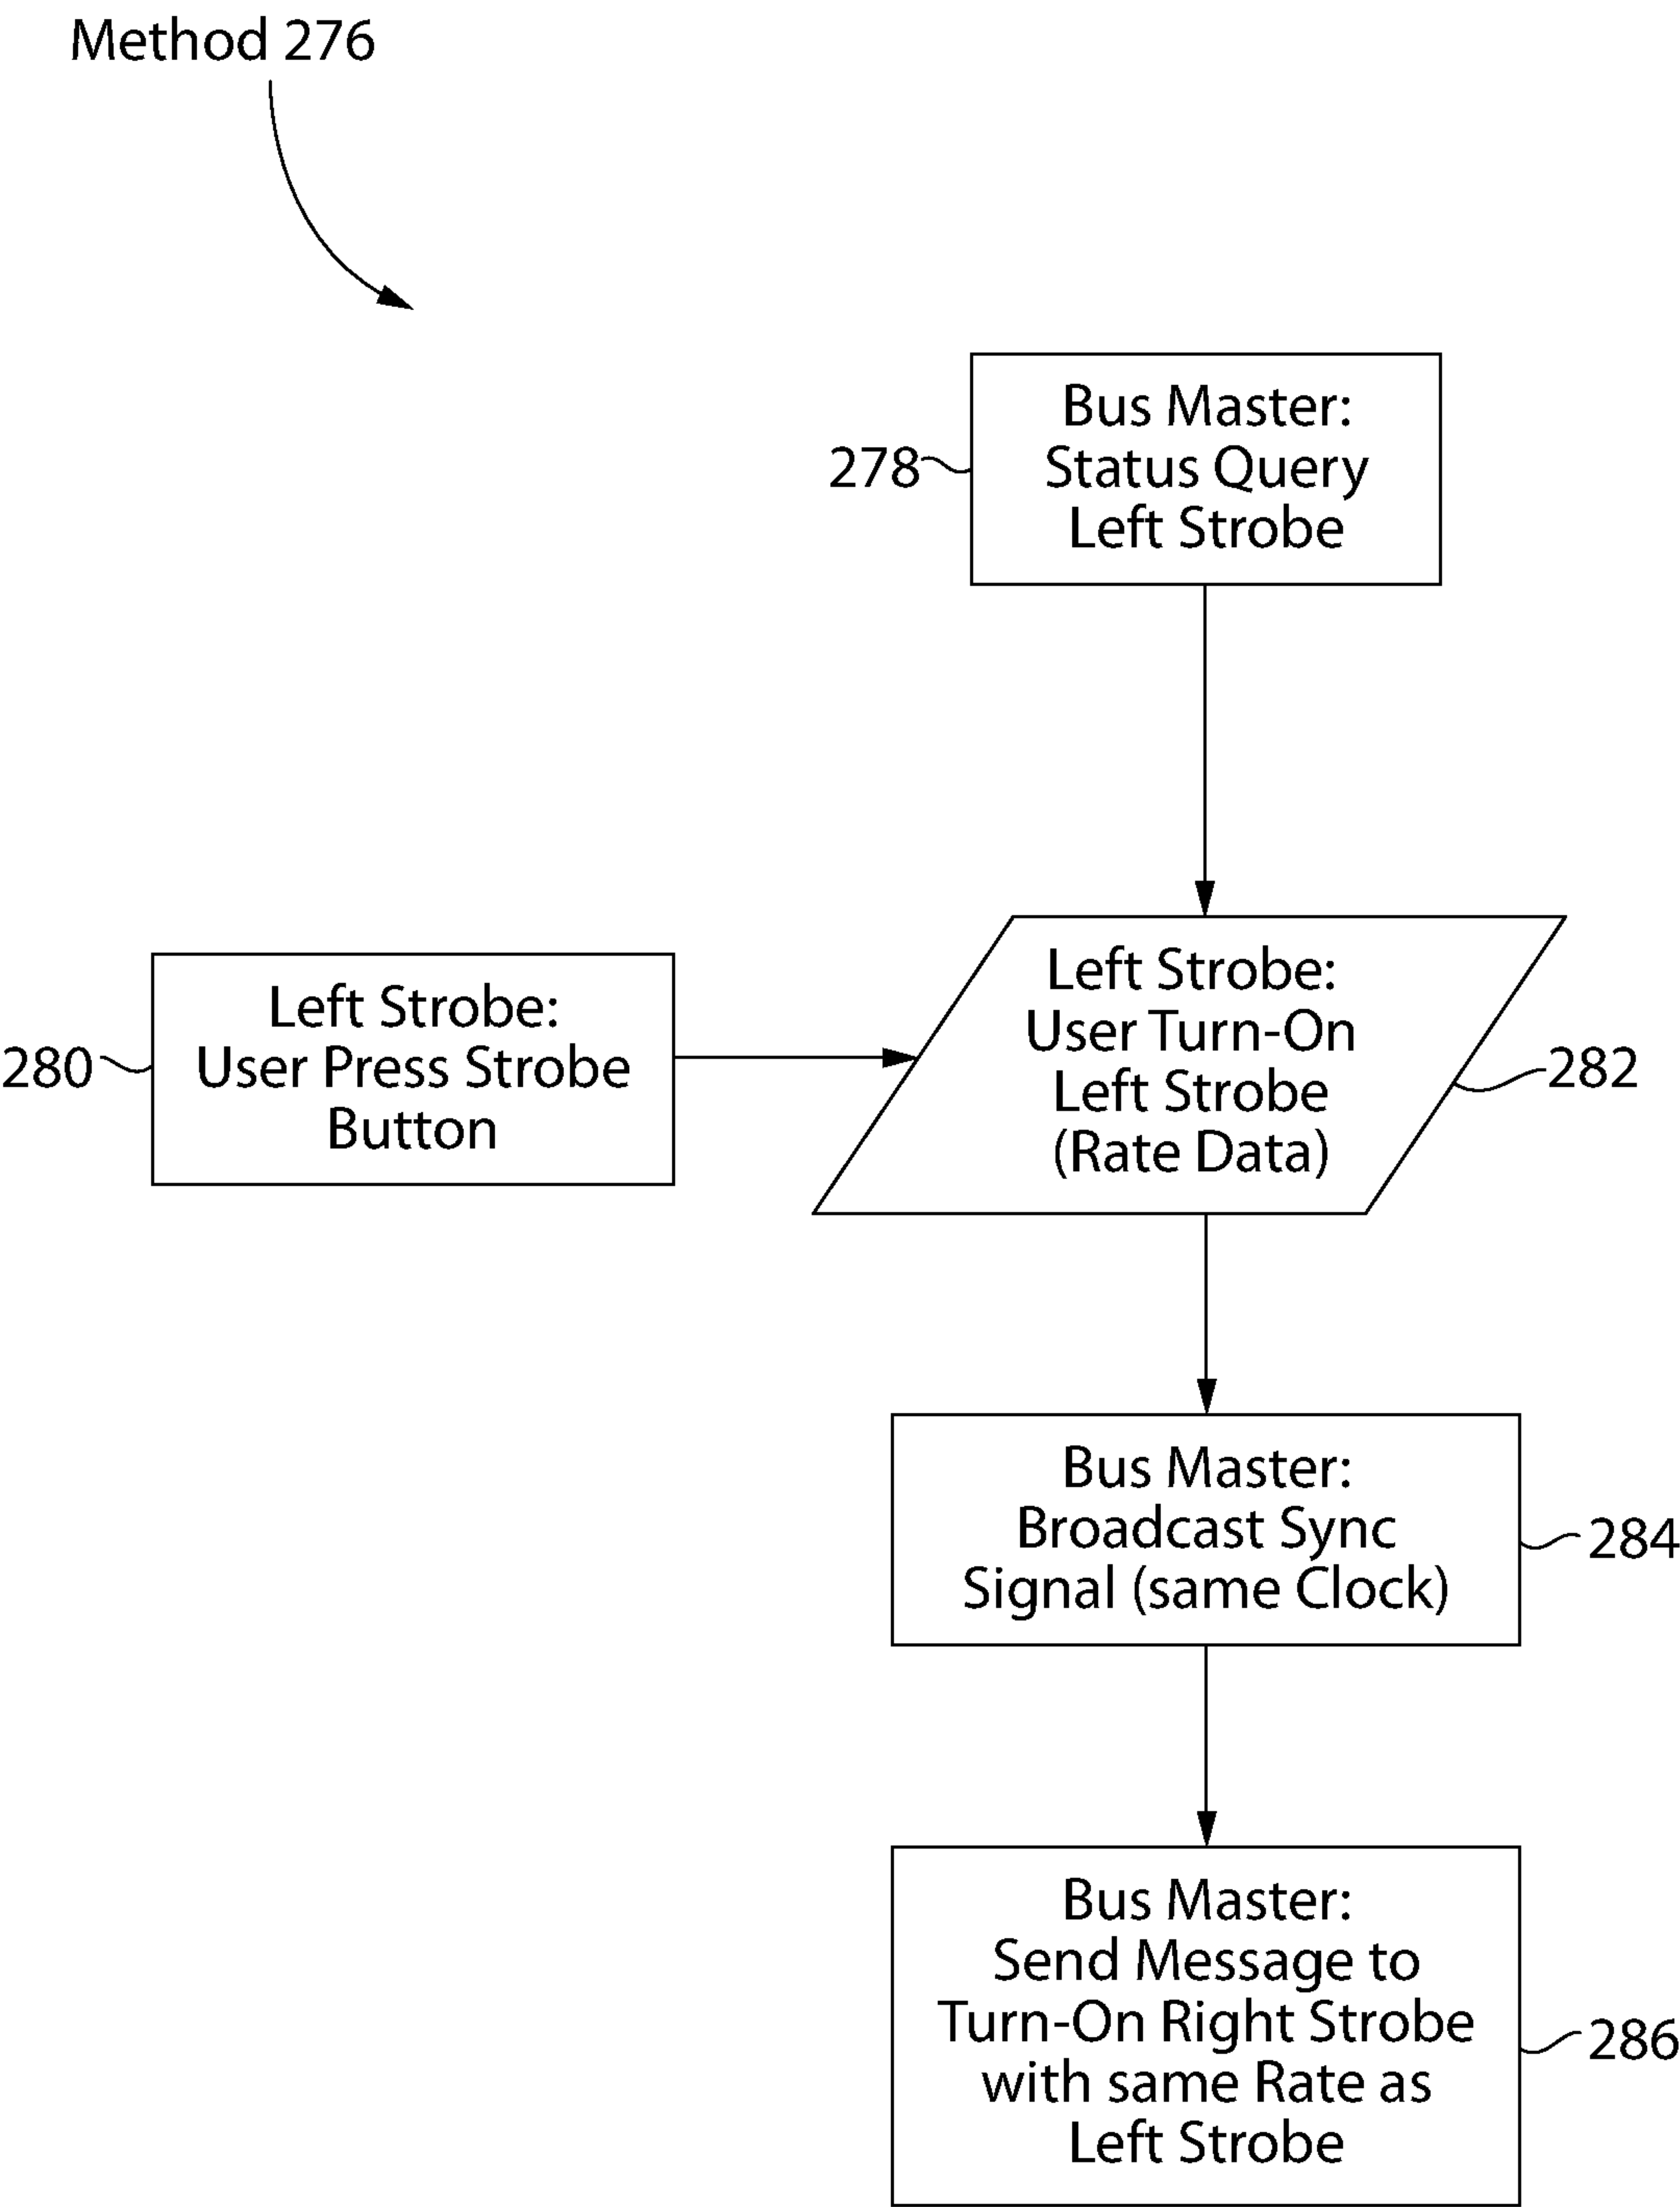 Method 276
Bus Master:
Status Query
Left Strobe
278
Left Strobe:
User Press Strobe
Button
280
Left Strobe:
User Turn-On
Left Strobe
(Rate Data)
282
Bus Master:
Broadcast Sync
Signal (same Clock)
284
Bus Master:
Send Message to
Turn-On Right Strobe
with same Rate as
Left Strobe
286